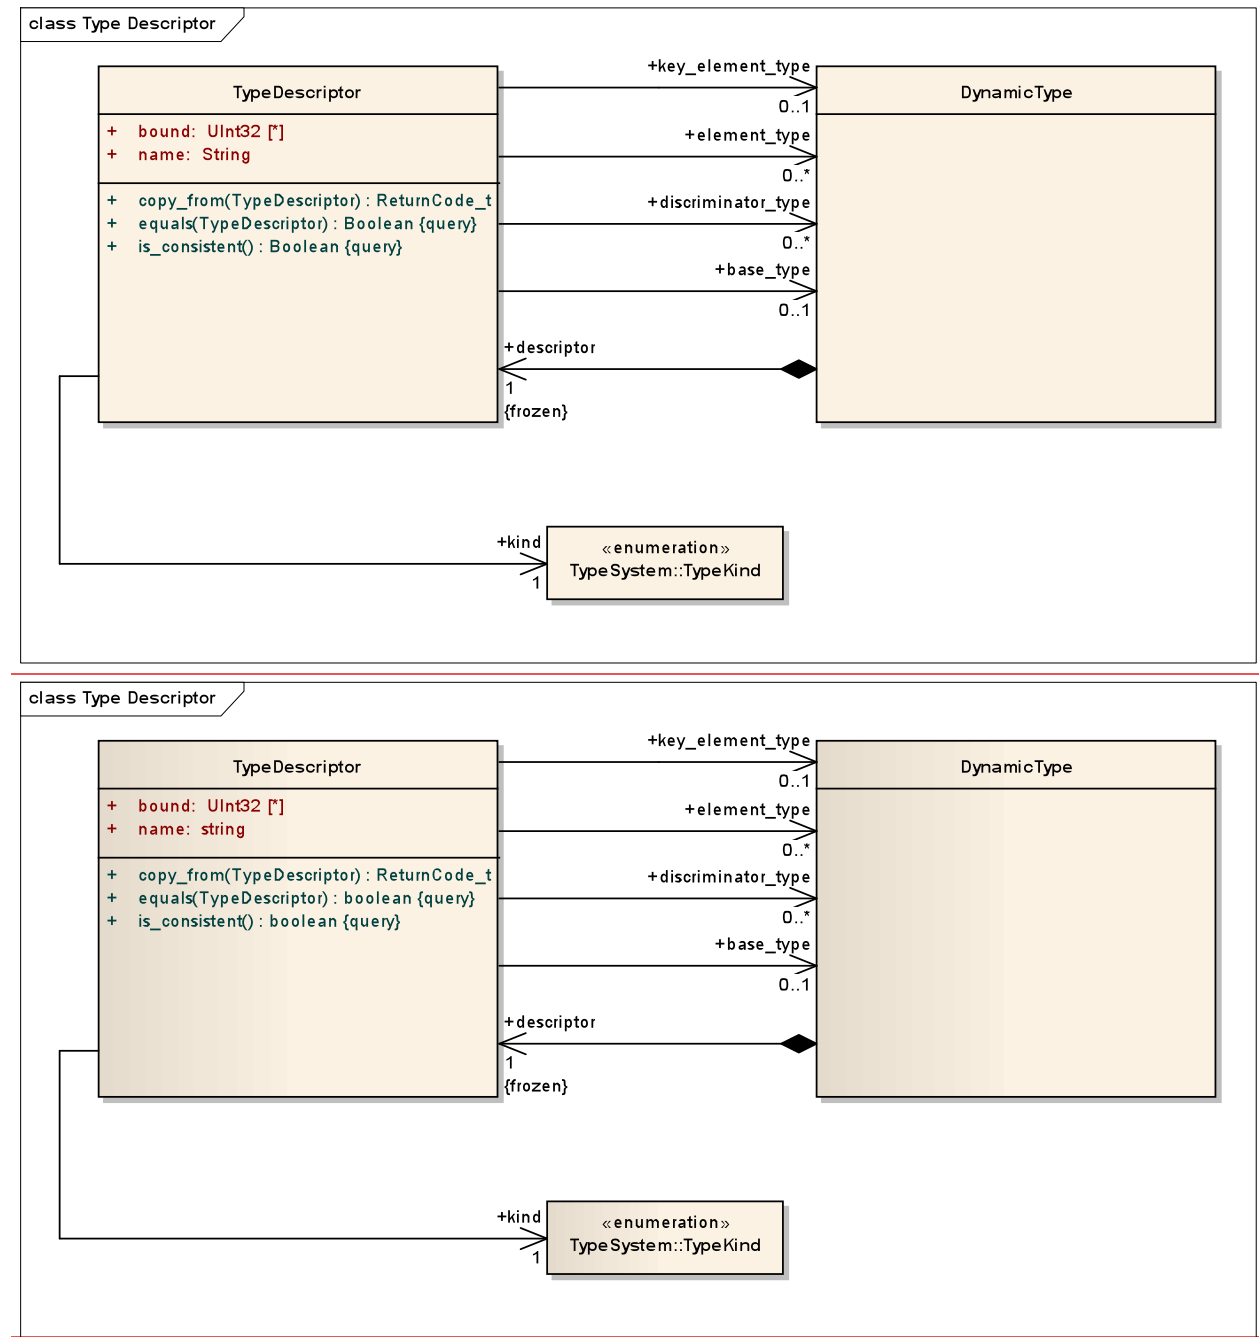 class Type Descriptor
TypeDescriptor
+ bound: UInt32 [*]
+ name: String
+ copy_from(TypeDescriptor) : ReturnCode_t
+ equals(TypeDescriptor) : Boolean {query}
+ is_consistent() : Boolean {query}
+key_element_type
0..1
+element_type
0..*
+discriminator_type
0..*
+base_type
0..1
+descriptor
1
{frozen}
DynamicType
+kind
1
«enumeration»
TypeSystem::TypeKind
class Type Descriptor
TypeDescriptor
+ bound: UInt32 [*]
+ name: string
+ copy_from(TypeDescriptor) : ReturnCode_t
+ equals(TypeDescriptor) : boolean {query}
+ is_consistent() : boolean {query}
+key_element_type
0..1
+element_type
0..*
+discriminator_type
0..*
+base_type
0..1
+descriptor
1
{frozen}
DynamicType
+kind
1
«enumeration»
TypeSystem::TypeKind